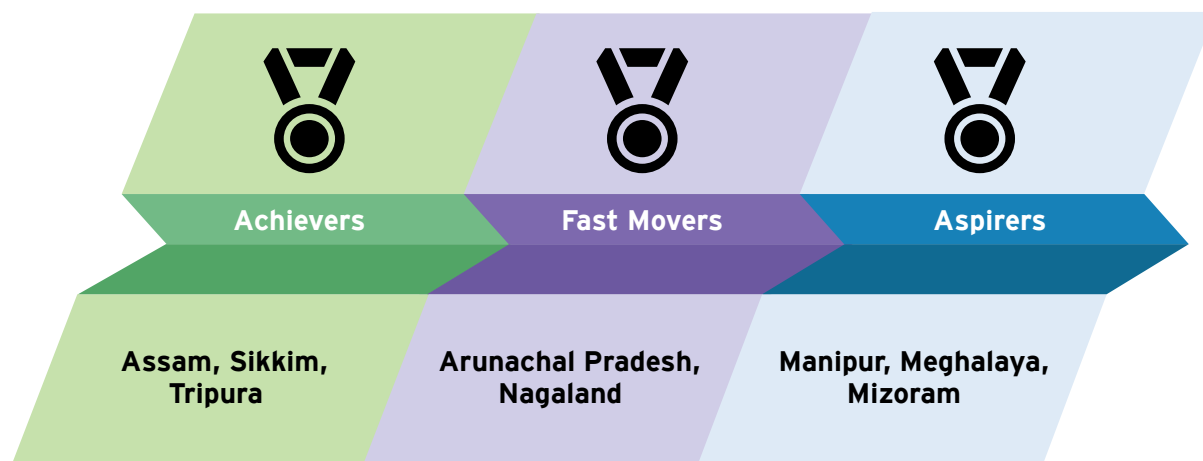 Achievers
Fast Movers
Aspirers
Assam, Sikkim,
Tripura
Arunachal Pradesh,
Nagaland
Manipur, Meghalaya,
Mizoram